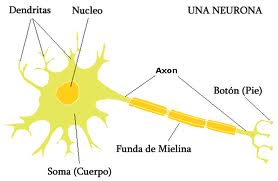 Dendritas
Nucleo
UNA NEURONA
Axon
Botón (Pie)
Funda de Mielina
Soma (Cuerpo)